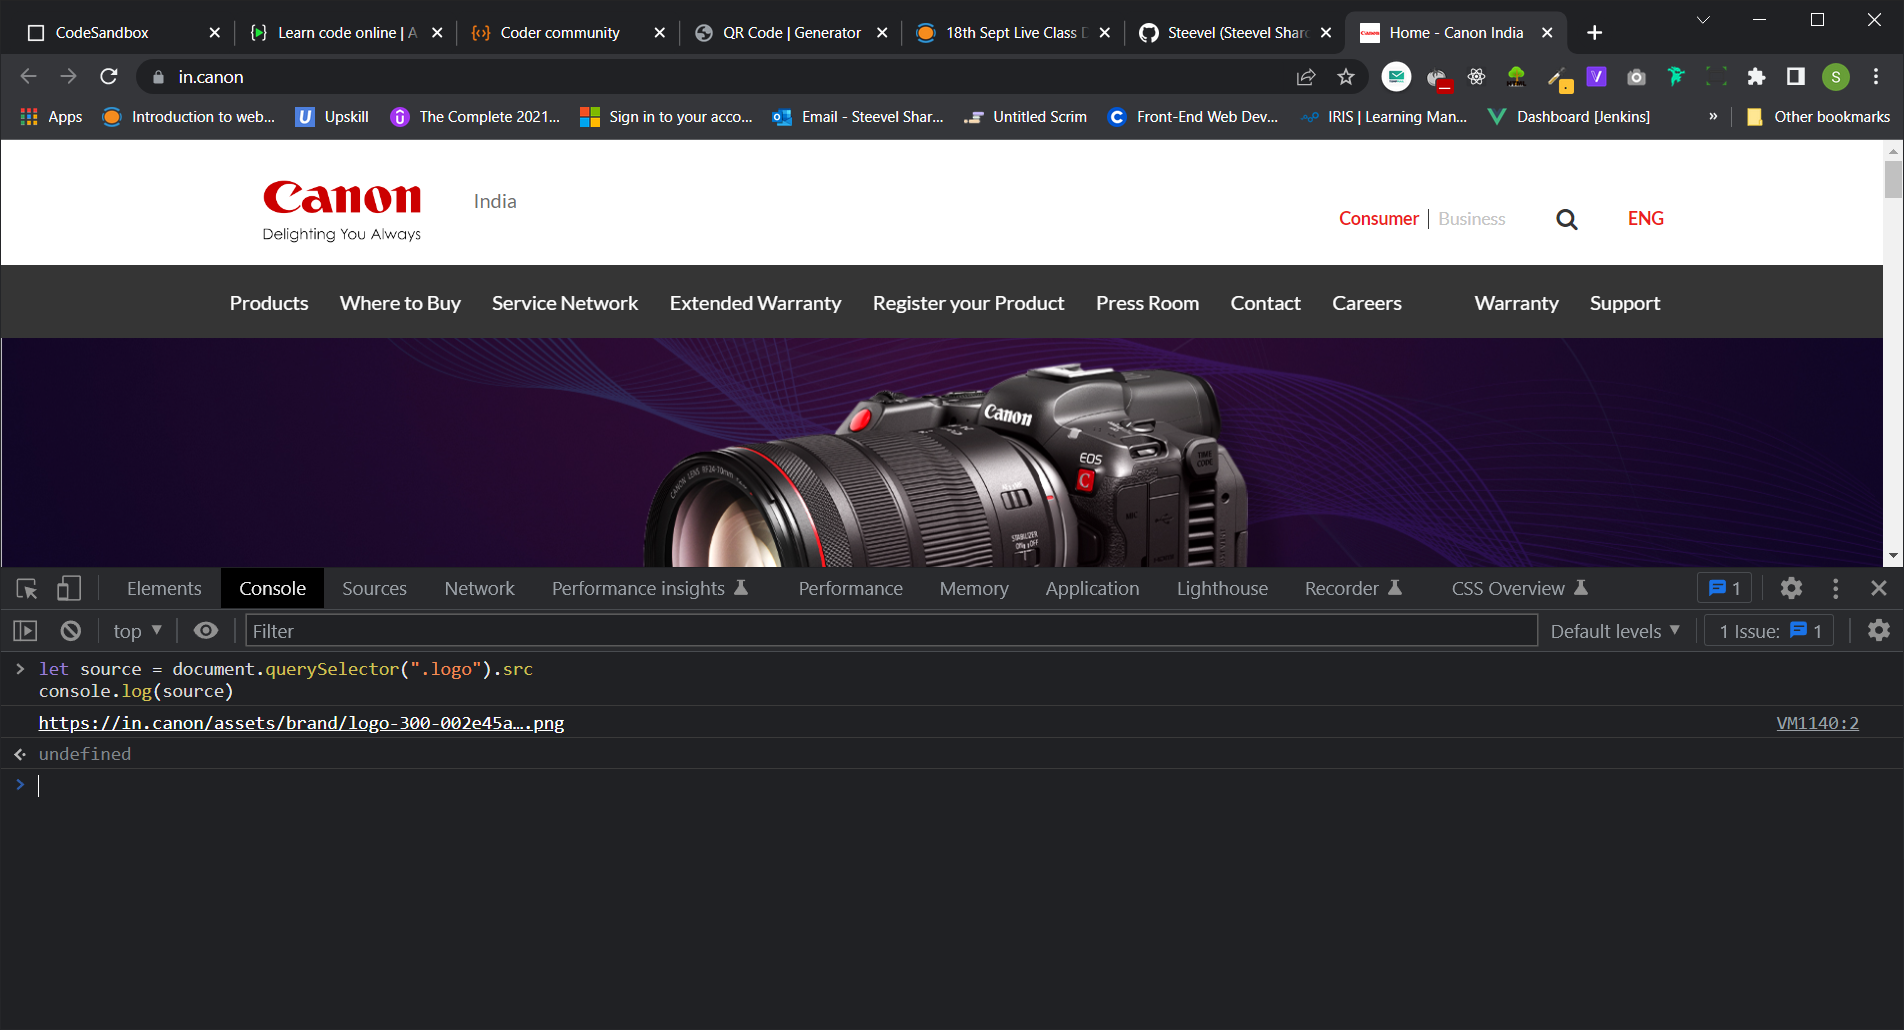 CodeSandbox
Learn code online | A
Coder community
QR Code | Generator
18th Sept Live Class D
Steevel (Steevel Sharo
Home - Canon India
in.canon
S
Apps
Introduction to web...
Upskill
The Complete 2021...
Sign in to your acco...
Email - Steevel Shar...
Untitled Scrim
Front-End Web Dev...
IRIS | Learning Man...
Dashboard [Jenkins]
»
Other bookmarks
Canon
Delighting You Always
India
Consumer | Business
ENG
Products
Where to Buy
Service Network
Extended Warranty
Register your Product
Press Room
Contact
Careers
Warranty
Support
Canon
EOS
C
TIME CODE
MIC
STABILIZER
Elements
Console
Sources
Network
Performance insights
Performance
Memory
Application
Lighthouse
Recorder
CSS Overview
1
top
Filter
Default levels
1 Issue: 1
let source = document.querySelector(".logo").src
console.log(source)
https://in.canon/assets/brand/logo-300-002e45a….png
VM1140:2
undefined